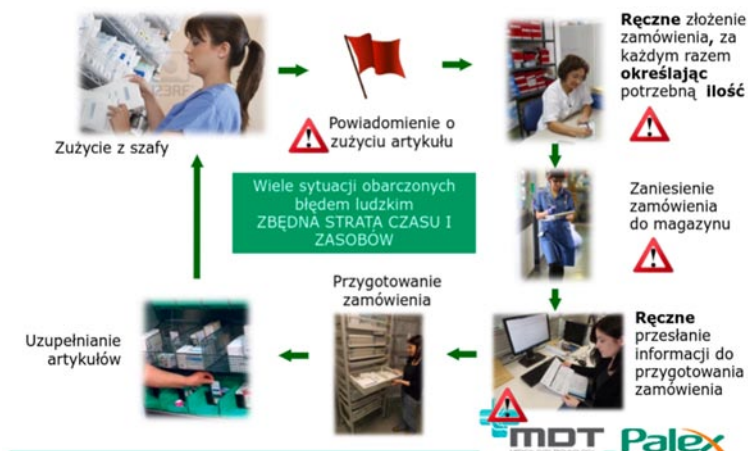 Ręczne złożenie
zamówienia, za
każdym razem
określając
potrzebną ilość
Zużycie z szafy
Powiadomienie o
zużyciu artykułu
Wiele sytuacji obarczonych
błędem ludzkim
ZBĘDNA STRATA CZASU I
ZASOBÓW
Zaniesienie
zamówienia
do magazynu
Przygotowanie
zamówienia
Uzupełnianie
artykułów
Ręczne
przesłanie
informacji do
przygotowania
zamówienia
MDT
Palex